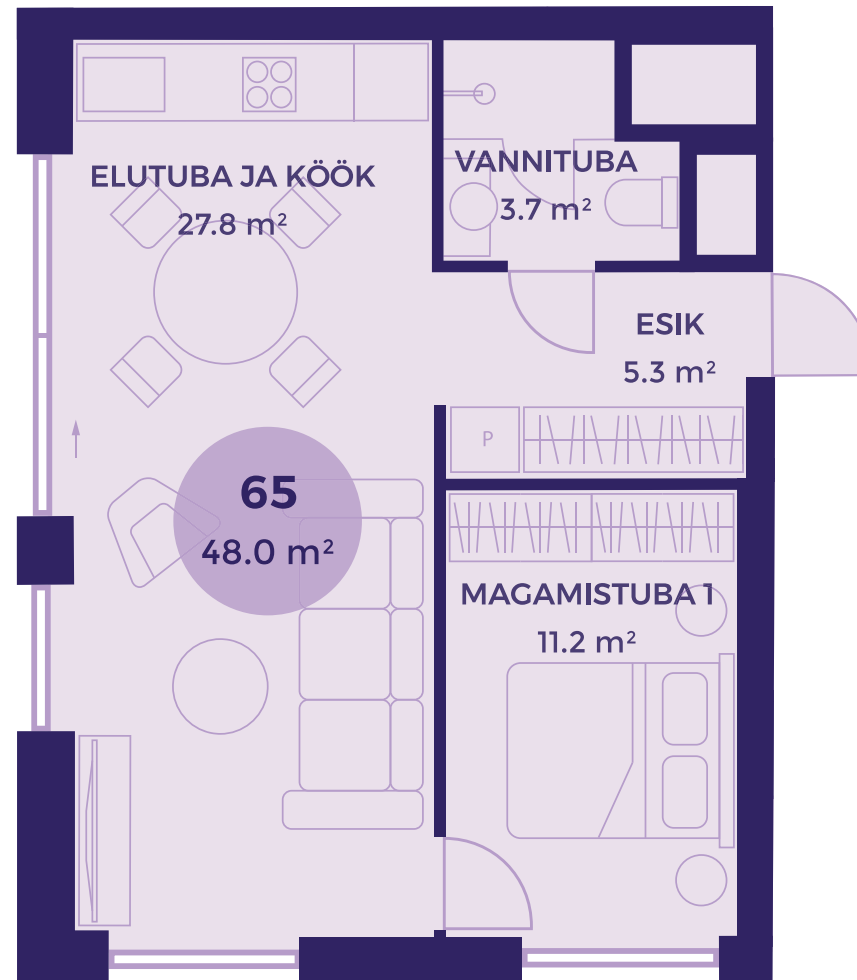 ELUTUBA JA KÖÖK
27.8 m²
VANNITUBA
3.7 m²
ESIK
5.3 m²
P
65
48.0 m²
MAGAMISTUBA 1
11.2 m²